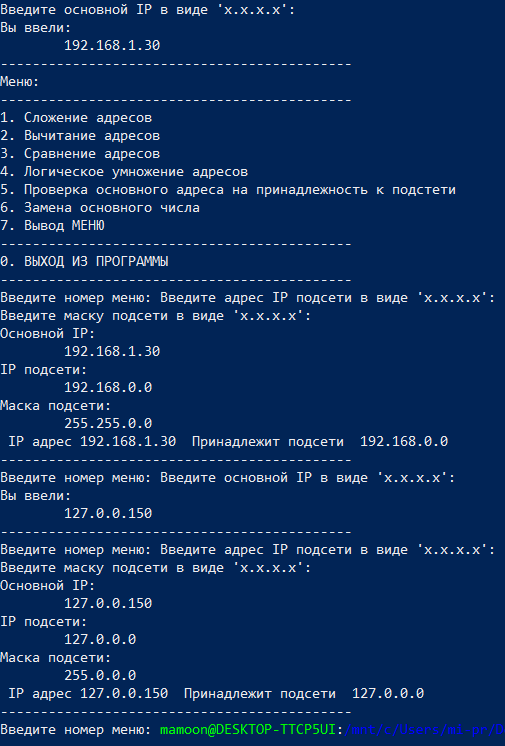 Введите основной IP в виде 'x.x.x.x':
Вы ввели:
192.168.1.30
--------------------------------------------
Меню:
--------------------------------------------
1. Сложение адресов
2. Вычитание адресов
3. Сравнение адресов
4. Логическое умножение адресов
5. Проверка основного адреса на принадлежность к подстети
6. Замена основного числа
7. Вывод МЕНЮ
--------------------------------------------
0. ВЫХОД ИЗ ПРОГРАММЫ
--------------------------------------------
Введите номер меню: Введите адрес IP подсети в виде 'x.x.x.x':
Введите маску подсети в виде 'x.x.x.x':
Основной IP:
192.168.1.30
IP подсети:
192.168.0.0
Маска подсети:
255.255.0.0
IP адрес 192.168.1.30  Принадлежит подсети  192.168.0.0
--------------------------------------------
Введите номер меню: Введите основной IP в виде 'x.x.x.x':
Вы ввели:
127.0.0.150
--------------------------------------------
Введите номер меню: Введите адрес IP подсети в виде 'x.x.x.x':
Введите маску подсети в виде 'x.x.x.x':
Основной IP:
127.0.0.150
IP подсети:
127.0.0.0
Маска подсети:
255.0.0.0
IP адрес 127.0.0.150  Принадлежит подсети  127.0.0.0
--------------------------------------------
Введите номер меню: mamoon@DESKTOP-TTCP5UI: